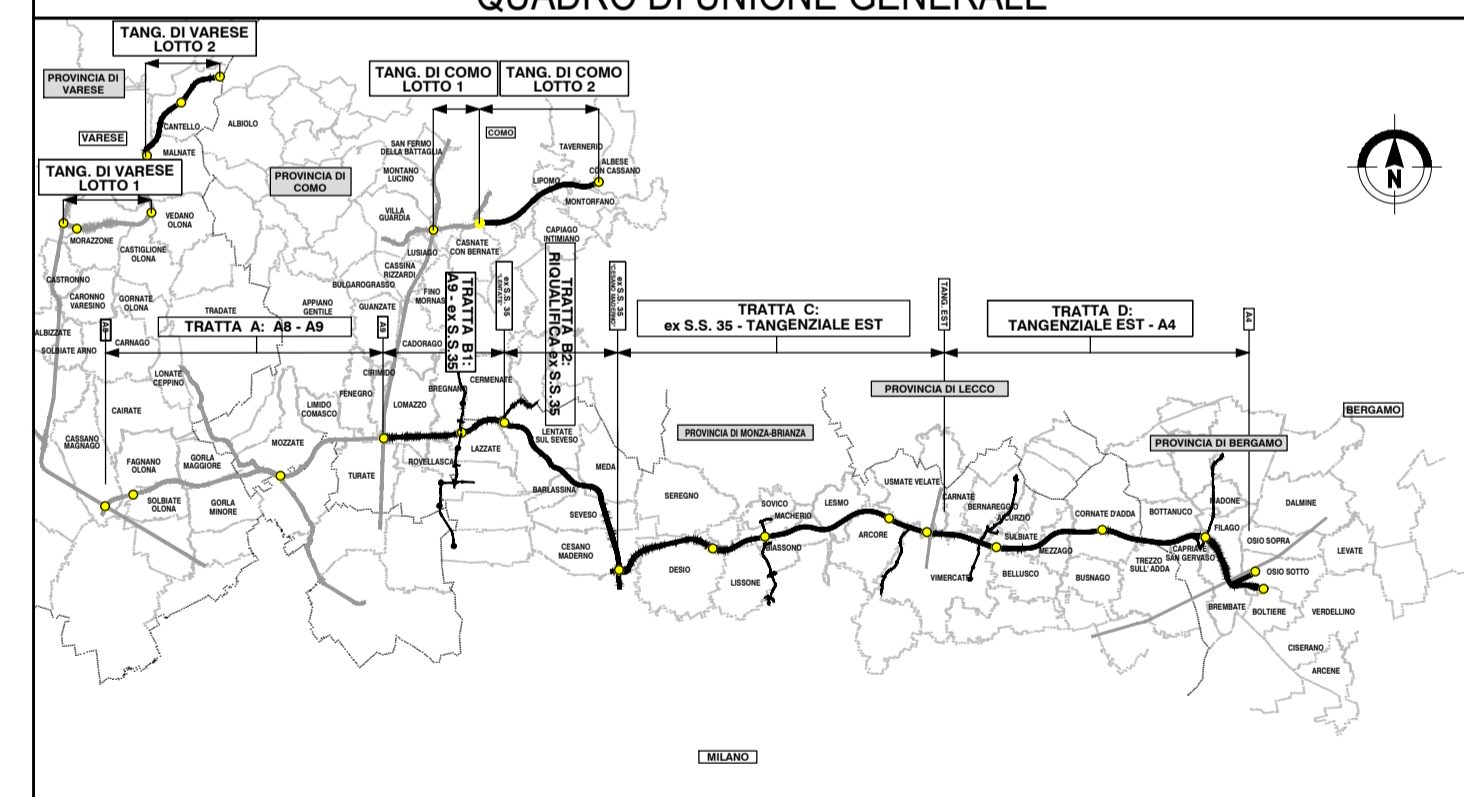 QUADRO DI UNIONE GENERALE
TANG. DI VARESE
LOTTO 2
PROVINCIA DI
VARESE
CANTELLO
ALBIOLO
VARESE
MALNATE
TANG. DI VARESE
LOTTO 1
VEDANO
OLONA
MORAZZONE
CASTIGLIONE
OLONA
TANG. DI COMO
LOTTO 1
TANG. DI COMO
LOTTO 2
COMO
SAN FERMO
DELLA BATTAGLIA
TAVERNERIO
ALBESE
CON CASSANO
MONTANO
LUCINO
LIPOMO
MONTORFANO
PROVINCIA DI
COMO
VILLA
GUARDIA
LUSIAGO
CASNATE
CON BERNATE
CAPIAGO
INTIMIANO
N
CASTRONNO
CARONNO
VARESINO
GORNATE
OLONA
TRADATE
APPIANO
GENTILE
BULGAROGRASSO
CASSINA
RIZZARDI
GUANZATE
FINO
MORNAS
ALBIZZATE
SOLBIATE ARNO
CARNAGO
A8
TRATTA A: A8 - A9
A9
CADORAGO
TRATTA B1:
A9 - ex S.S.35
ex S.S. 35
"LENTATE"
TRATTA B2:
RIQUALIFICA ex S.S.35
ex S.S. 35
"CESANO MADERNO"
TRATTA C:
ex S.S. 35 - TANGENZIALE EST
TANG. EST
TRATTA D:
TANGENZIALE EST - A4
A4
LONATE
CEPPINO
CIRIMIDO
FENEGRO
BREGNANO
CERMENATE
CAIRATE
LIMIDO
COMASCO
LOMAZZO
LENTATE
SUL SEVESO
PROVINCIA DI LECCO
BERGAMO
CASSANO
MAGNAGO
MOZZATE
LAZZATE
PROVINCIA DI MONZA-BRIANZA
PROVINCIA DI BERGAMO
FAGNANO
OLONA
GORLA
MAGGIORE
ROVELLASCA
TURATE
MEDA
SOLBIATE
OLONA
GORLA
MINORE
BARLASSINA
SEREGNO
SEVESO
CESANO
MADERNO
DESIO
LISSONE
SOVICO
MACHERIO
BIASSONO
LESMO
ARCORE
USMATE VELATE
CARNATE
BERNAREGGIO
AICURZIO
SULBIATE
MEZZAGO
VIMERCATE
BELLUSCO
BUSNAGO
CORNATE D'ADDA
BOTTANUCO
TREZZO
SULL' ADDA
MADONE
FILAGO
CAPRIATE
SAN GERVASO
DALMINE
OSIO SOPRA
LEVATE
OSIO SOTTO
BREMBATE
BOLTIERE
VERDELLINO
CISERANO
ARCENE
MILANO